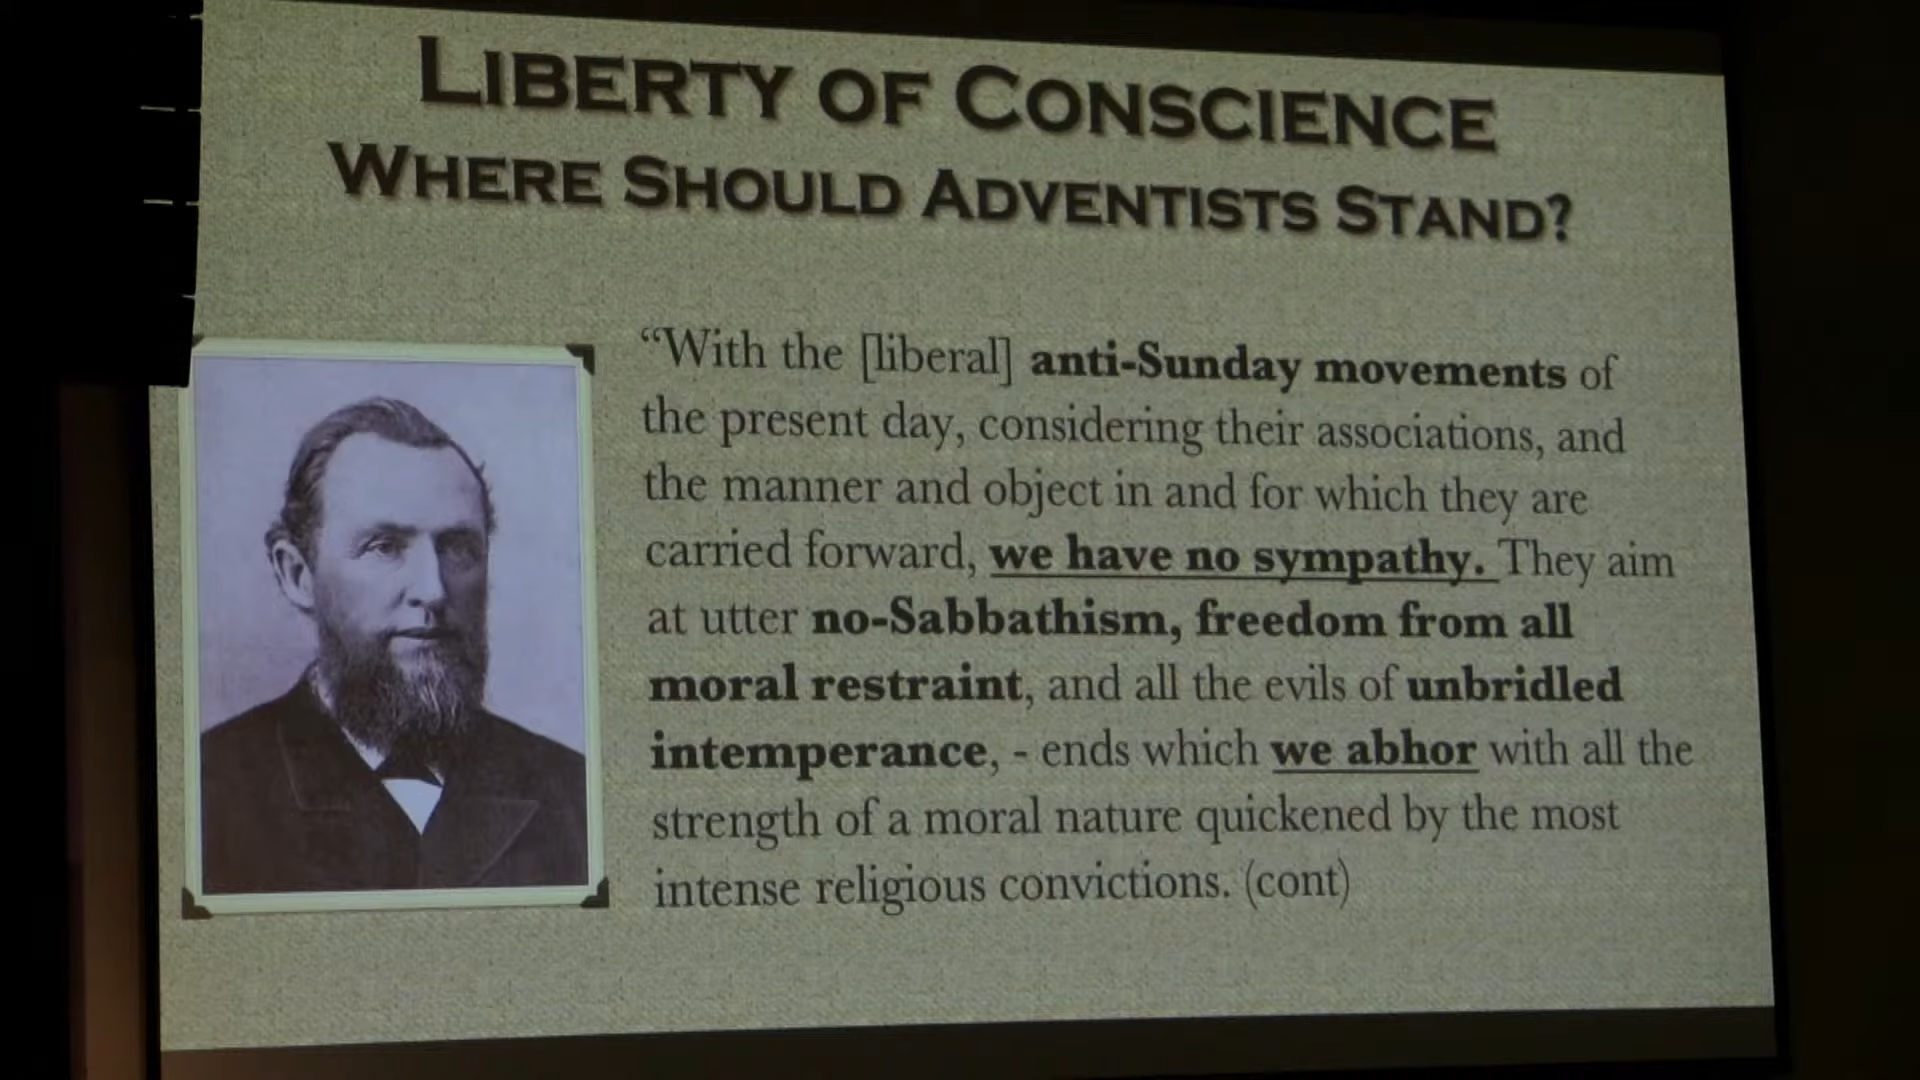 LIBERTY OF CONSCIENCE
WHERE SHOULD ADVENTISTS STAND?
“With the [liberal] anti-Sunday movements of
the present day, considering their associations, and
the manner and object in and for which they are
carried forward, we have no sympathy. They aim
at utter no-Sabbathism, freedom from all
moral restraint, and all the evils of unbridled
intemperance, - ends which we abhor with all the
strength of a moral nature quickened by the most
intense religious convictions. (cont)